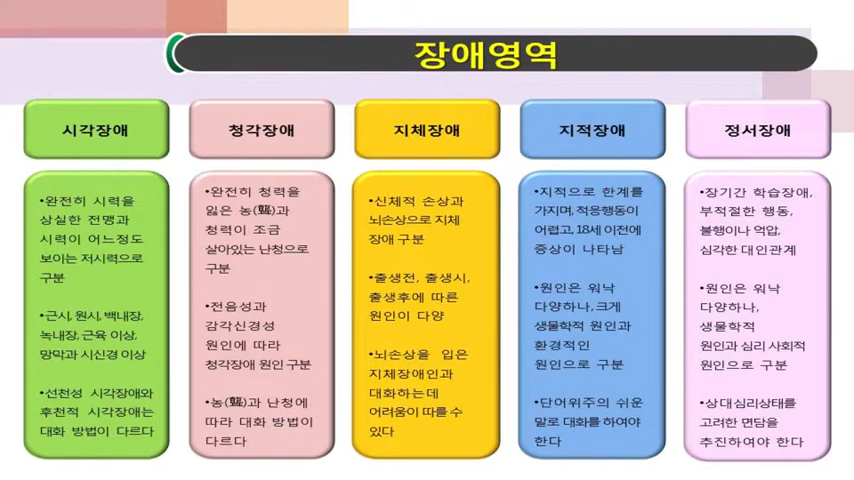 장애영역
시각장애
청각장애
지체장애
지적장애
정서장애
•완전히 시력을
상실한 전맹과
시력이 어느정도
보이는 저시력으로
구분
•근시, 원시, 백내장,
녹내장, 근육 이상,
망막과 시신경 이상
•선천성 시각장애와
후천적 시각장애는
대화 방법이 다르다
•완전히 청력을
잃은 농(聾)과
청력이 조금
살아있는 난청으로
구분
•전음성과
감각신경성
원인에 따라
청각장애 원인 구분
•농(聾)과 난청에
따라 대화 방법이
다르다
•신체적 손상과
뇌손상으로 지체
장애 구분
•출생전, 출생시,
출생후에 따른
원인이 다양
•뇌손상을 입은
지체장애인과
대화하는데
어려움이 따를 수
있다
•지적으로 한계를
가지며, 적응행동이
어렵고, 18세 이전에
증상이 나타남
•원인은 워낙
다양하나, 크게
생물학적 원인과
환경적인
원인으로 구분
•단어위주의 쉬운
말로 대화를 하여야
한다
•장기간 학습장애,
부적절한 행동,
불행이나 억압,
심각한 대인관계
•원인은 워낙
다양하나,
생물학적
원인과 심리 사회적
원인으로 구분
•상대심리상태를
고려한 면담을
추진하여야 한다